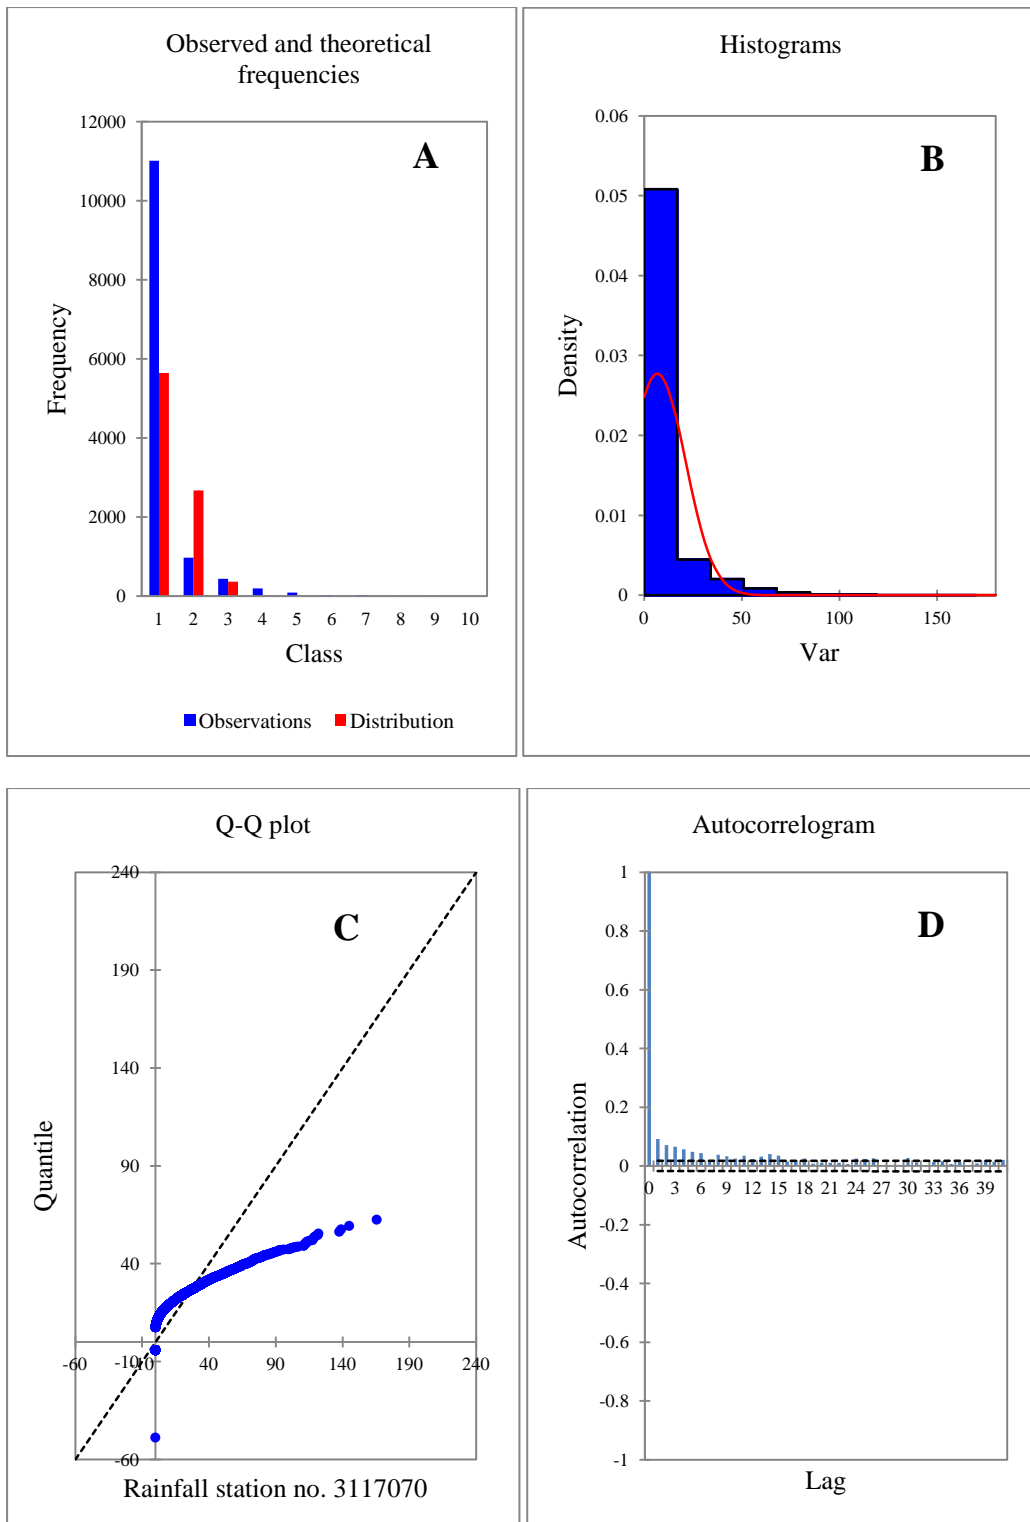 Observed and theoretical
frequencies
A
12000
10000
8000
6000
4000
2000
0
Frequency
1 2 3 4 5 6 7 8 9 10
Class
Observations Distribution
Histograms
B
0.06
0.05
0.04
0.03
0.02
0.01
0
Density
0 50 100 150
Var
Q-Q plot
C
240
190
140
90
40
-10
-60
Quantile
-60 -10 40 90 140 190 240
Rainfall station no. 3117070
Autocorrelogram
D
1
0.8
0.6
0.4
0.2
0
-0.2
-0.4
-0.6
-0.8
-1
Autocorrelation
0 3 6 9 12 15 18 21 24 27 30 33 36 39
Lag